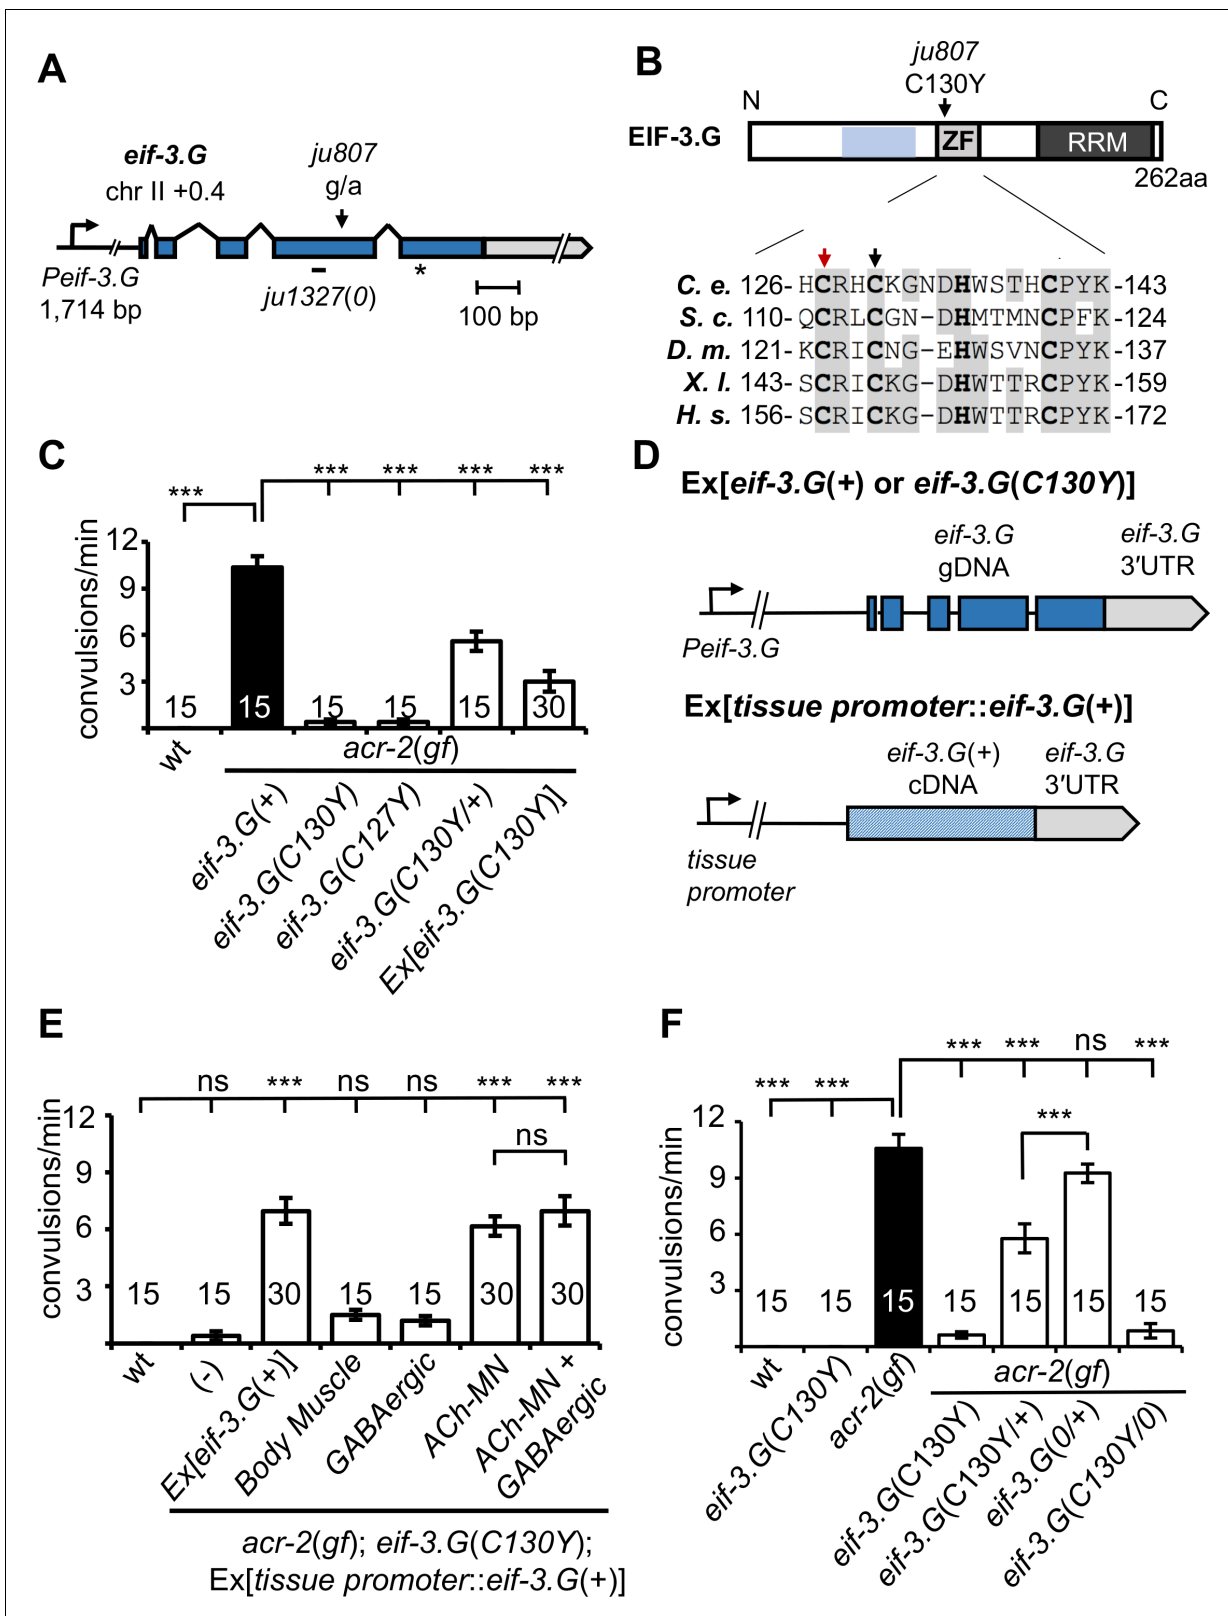 A
eif-3.G
chr II +0.4
ju807
g/a
Peif-3.G
1,714 bp
ju1327(0)
*
100 bp
B
ju807
C130Y
N
C
EIF-3.G
ZF
RRM
262aa
C. e. 126- HCRHCKGNDHWSTHCPYK -143
S. c. 110- QCRLCGN-DHMTMNCPFK -124
D. m. 121- KCRICNG-EHWSVNCPYK -137
X. l. 143- SCRICKG-DHWTTRCPYK -159
H. s. 156- SCRICKG-DHWTTRCPYK -172
C
*** *** *** *** ***
convulsions/min
12
9
6
3
15 15 15 15 15 30
wt
acr-2(gf)
eif-3.G(+)
eif-3.G(C130Y)
eif-3.G(C127Y)
eif-3.G(C130Y/+)
Ex[eif-3.G(C130Y)]
D
Ex[eif-3.G(+) or eif-3.G(C130Y)]
eif-3.G
gDNA
eif-3.G
3'UTR
Peif-3.G
Ex[tissue promoter::eif-3.G(+)]
eif-3.G(+)
cDNA
eif-3.G
3'UTR
tissue
promoter
E
ns *** ns ns *** ***
ns
convulsions/min
12
9
6
3
15 15 30 15 15 30 30
wt
(-)
Ex[eif-3.G(+)]
Body Muscle
GABAergic
ACh-MN
ACh-MN +
GABAergic
acr-2(gf); eif-3.G(C130Y);
Ex[tissue promoter::eif-3.G(+)]
F
*** *** *** *** ns ***
***
convulsions/min
12
9
6
3
15 15 15 15 15 15 15
wt
eif-3.G(C130Y)
acr-2(gf)
acr-2(gf)
eif-3.G(C130Y)
eif-3.G(C130Y/+)
eif-3.G(0/+)
eif-3.G(C130Y/0)